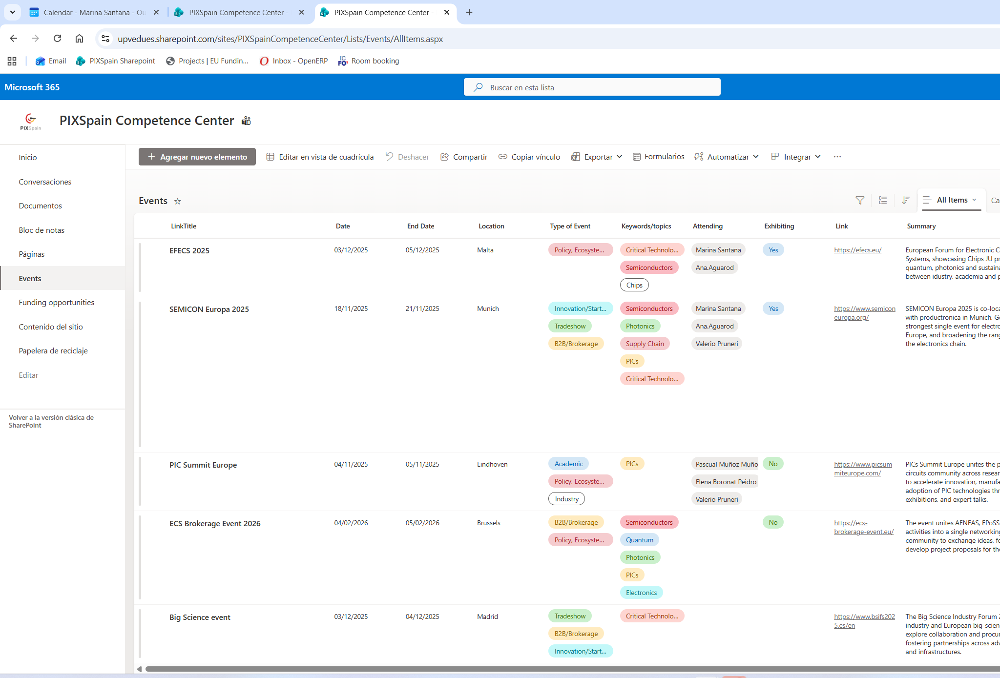 Calendar - Marina Santana - Ou
PIXSpain Competence Center -
PIXSpain Competence Center -
upvedues.sharepoint.com/sites/PIXSpainCompetenceCenter/Lists/Events/AllItems.aspx
Email
PIXSpain Sharepoint
Projects | EU Fundin...
Inbox - OpenERP
Room booking
Microsoft 365
Buscar en esta lista
PIXSpain
PIXSpain Competence Center
Inicio
Conversaciones
Documentos
Bloc de notas
Páginas
Events
Funding opportunities
Contenido del sitio
Papelera de reciclaje
Editar
Volver a la versión clásica de
SharePoint
Agregar nuevo elemento
Editar en vista de cuadrícula
Deshacer
Compartir
Copiar vínculo
Exportar
Formularios
Automatizar
Integrar
Events
All Items
Ca
LinkTitle
Date
End Date
Location
Type of Event
Keywords/topics
Attending
Exhibiting
Link
Summary
EFECS 2025
03/12/2025
05/12/2025
Malta
Policy, Ecosyste...
Critical Technolo...
Semiconductors
Chips
Marina Santana
Ana.Aguarod
Yes
https://efecs.eu/
European Forum for Electronic C
Systems, showcasing Chips JU pr
quantum, photonics and sustaina
between idustry, academia and p
SEMICON Europa 2025
18/11/2025
21/11/2025
Munich
Innovation/Start...
Tradeshow
B2B/Brokerage
Semiconductors
Photonics
Supply Chain
PICs
Critical Technolo...
Marina Santana
Ana.Aguarod
Valerio Pruneri
Yes
https://www.semicon
europa.org/
SEMICON Europa 2025 is co-loca
with productronica in Munich, Ge
strongest single event for electro
Europe, and broadening the rang
the electronics chain.
PIC Summit Europe
04/11/2025
05/11/2025
Eindhoven
Academic
Policy, Ecosyste...
Industry
PICs
Pascual Muñoz Muño
Elena Boronat Peidro
Valerio Pruneri
No
https://www.picsum
miteurope.com/
PICs Summit Europe unites the p
circuits community across resear
to accelerate innovation, manufa
adoption of PIC technologies thr
exhibitions, and expert talks.
ECS Brokerage Event 2026
04/02/2026
05/02/2026
Brussels
B2B/Brokerage
Policy, Ecosyste...
Semiconductors
Quantum
Photonics
PICs
Electronics
No
https://ecs-
brokerage-event.eu/
The event unites AENEAS, EPoSS
activities into a single networking
community to exchange ideas, fo
develop project proposals for the
Big Science event
03/12/2025
04/12/2025
Madrid
Tradeshow
B2B/Brokerage
Innovation/Start...
Critical Technolo...
https://www.bsifs202
5.es/en
The Big Science Industry Forum 2
industry and European big-scien
explore collaboration and procur
fostering partnerships across adv
and infrastructures.